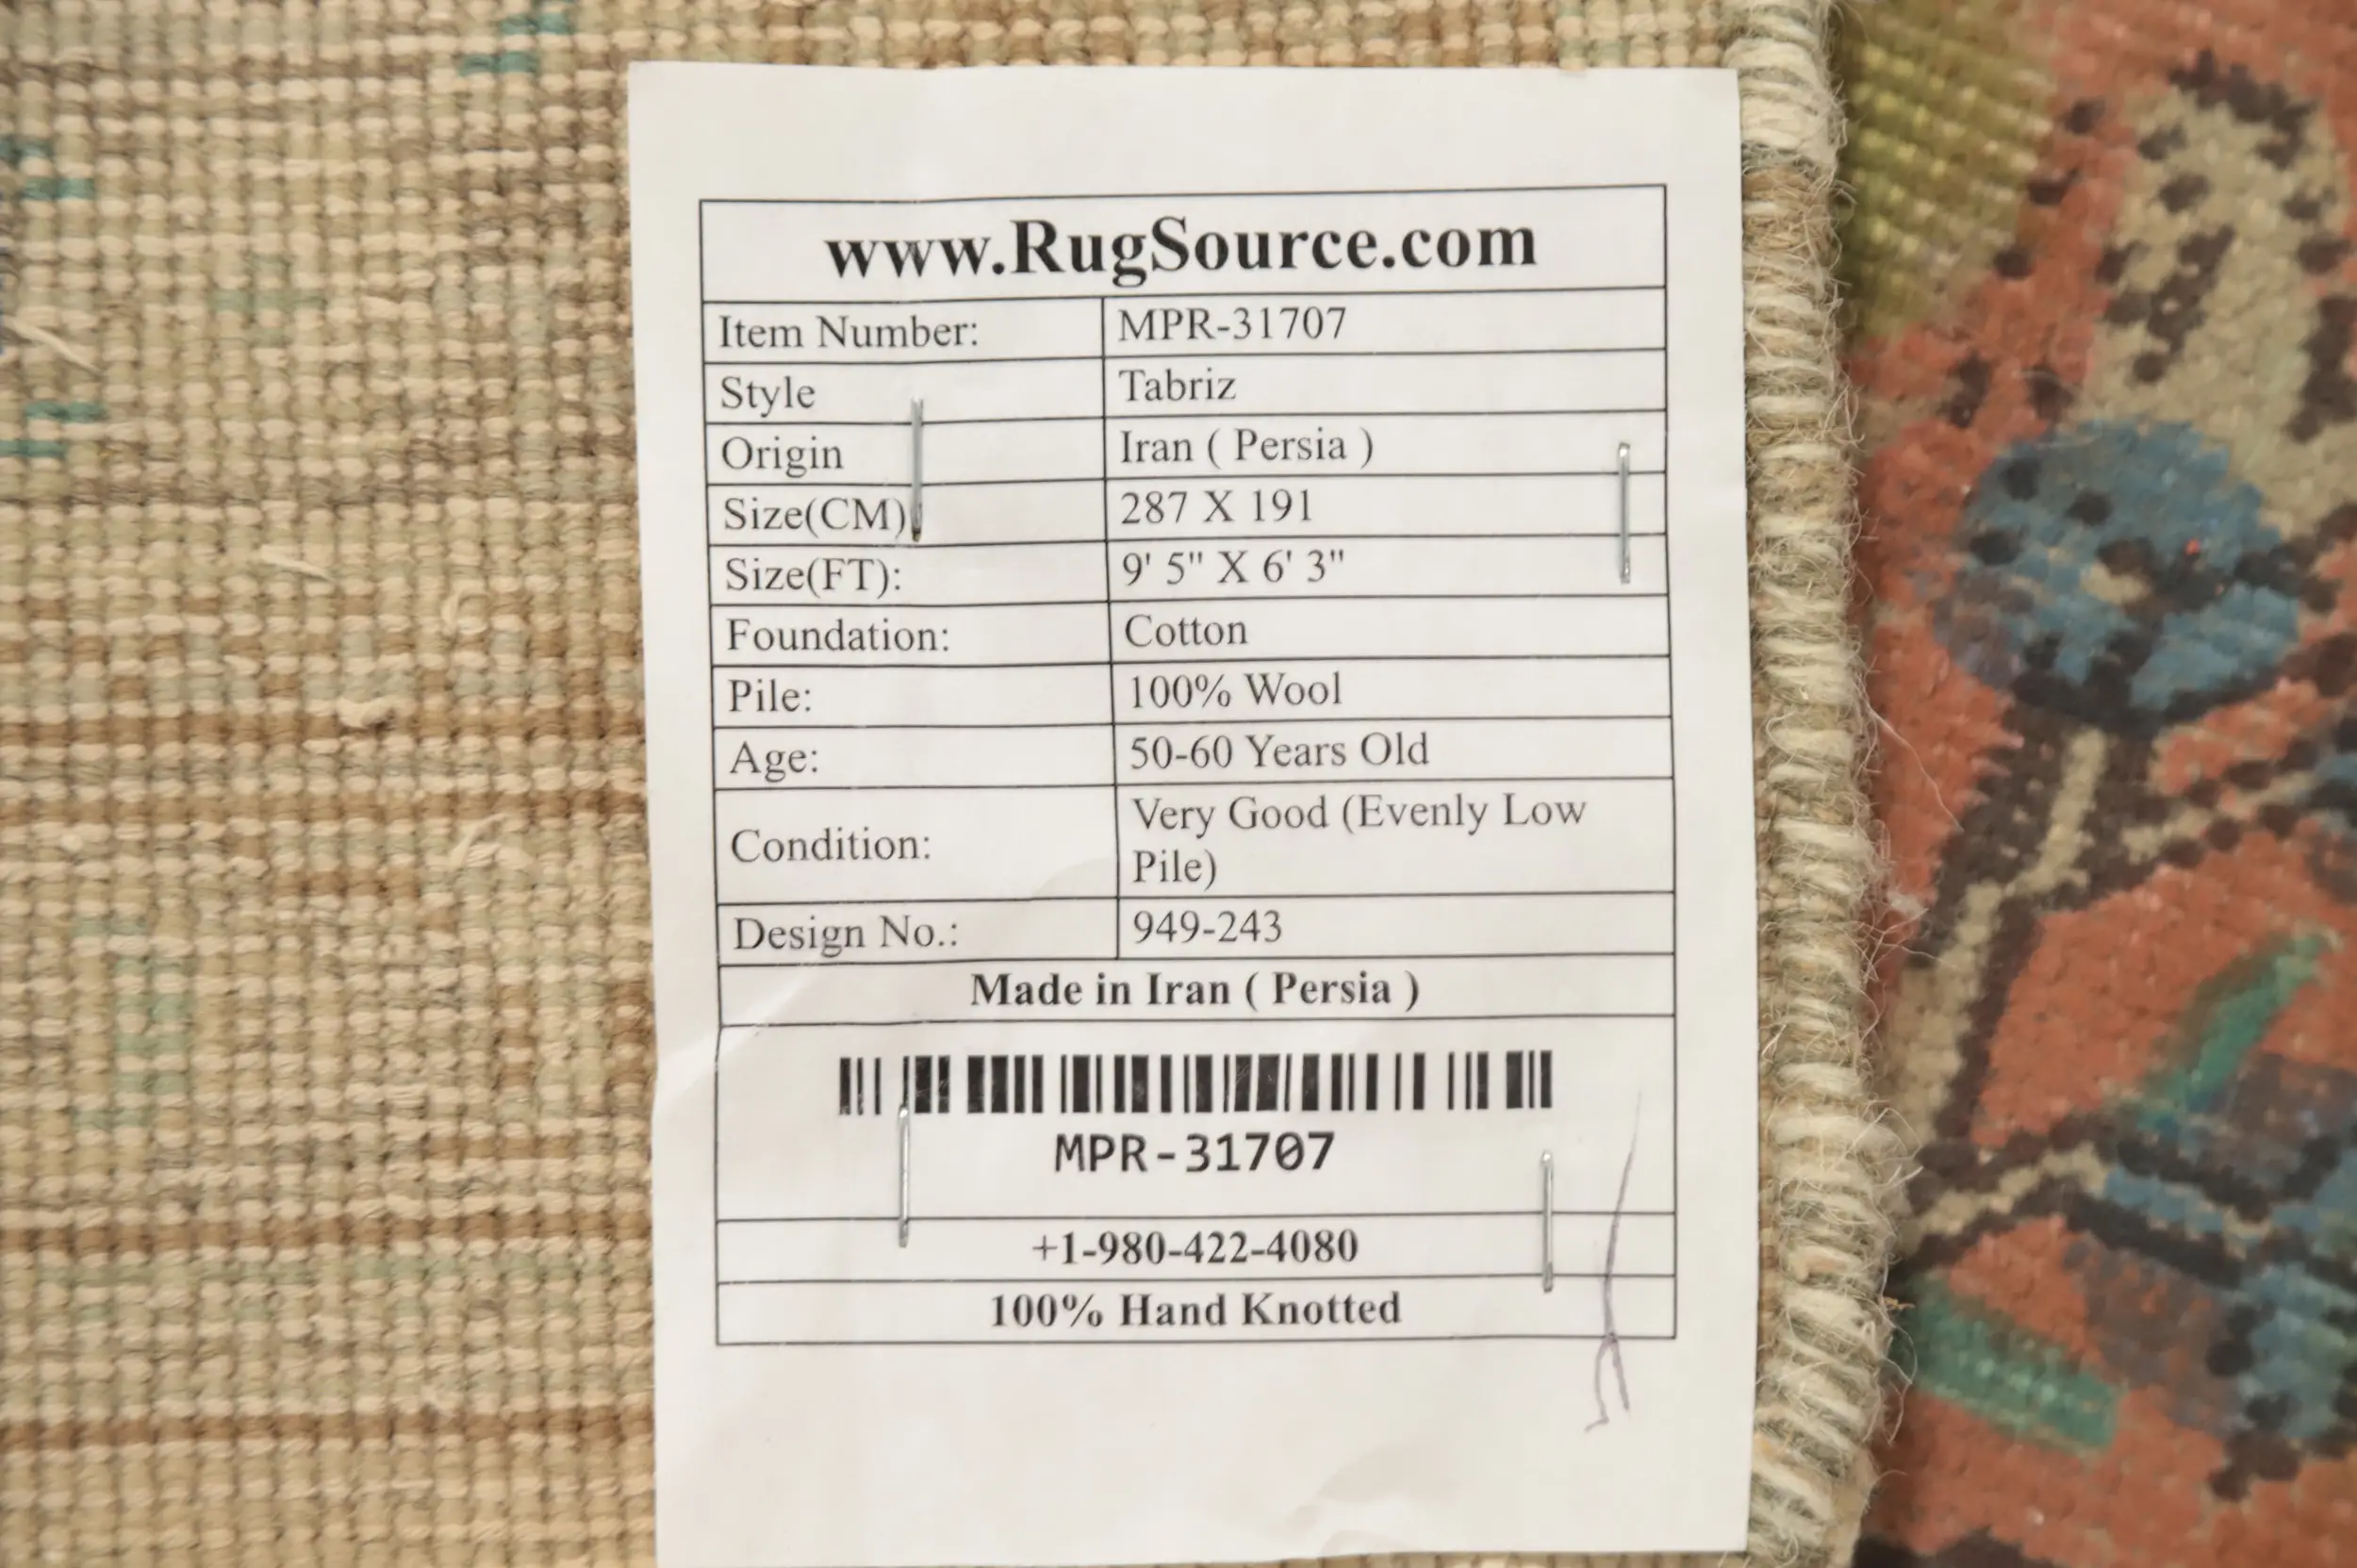 www.RugSource.com
Item Number: MPR-31707
Style Tabriz
Origin Iran ( Persia )
Size(CM) 287 X 191
Size(FT): 9' 5" X 6' 3"
Foundation: Cotton
Pile: 100% Wool
Age: 50-60 Years Old
Condition: Very Good (Evenly Low
Pile)
Design No.: 949-243
Made in Iran ( Persia )
MPR-31707
+1-980-422-4080
100% Hand Knotted